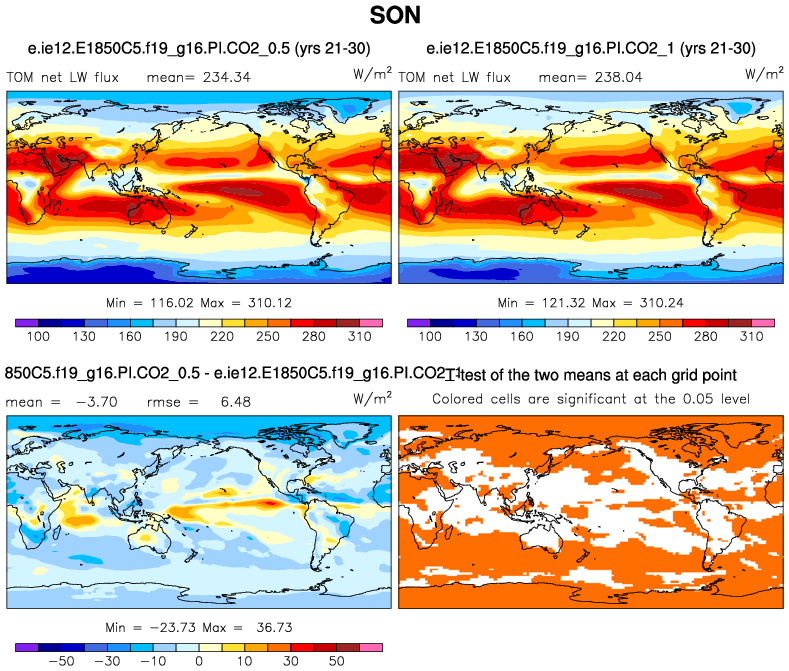 SON
e.ie12.E1850C5.f19_g16.PI.CO2_0.5 (yrs 21-30)
e.ie12.E1850C5.f19_g16.PI.CO2_1 (yrs 21-30)
TOM net LW flux mean= 234.34 W/m²
TOM net LW flux mean= 238.04 W/m²
Min = 116.02 Max = 310.12
Min = 121.32 Max = 310.24
100 130 160 190 220 250 280 310
100 130 160 190 220 250 280 310
850C5.f19_g16.PI.CO2_0.5 - e.ie12.E1850C5.f19_g16.PI.CO2_1
T-test of the two means at each grid point
mean = −3.70 rmse = 6.48 W/m²
Colored cells are significant at the 0.05 level
Min = −23.73 Max = 36.73
−50 −30 −10 0 10 30 50